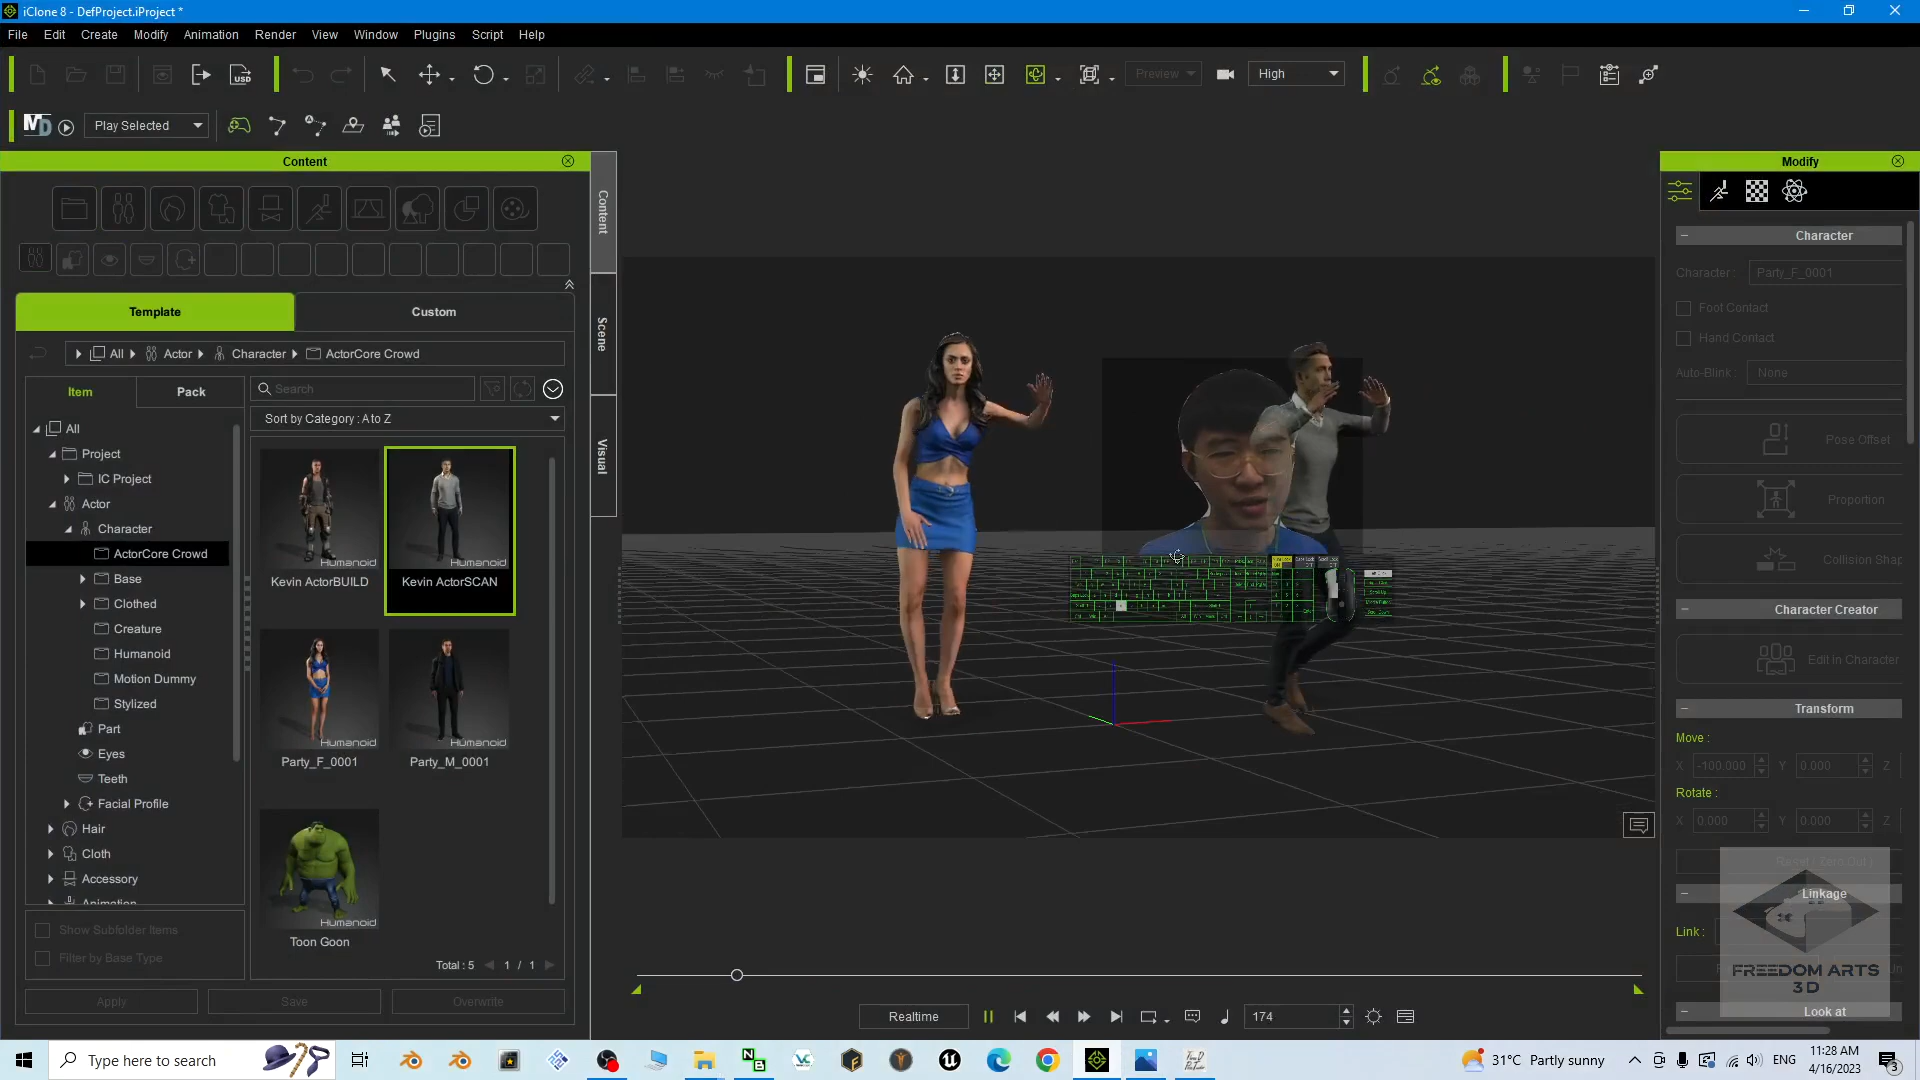 iClone 8 - DefProject.iProject *
File Edit Create Modify Animation Render View Window Plugins Script Help
Preview
High
Play Selected
Content
Template
Custom
All
Actor
Character
ActorCore Crowd
Item
Pack
Search
Sort by Category : A to Z
All
Project
IC Project
Actor
Character
ActorCore Crowd
Base
Clothed
Creature
Humanoid
Motion Dummy
Stylized
Part
Eyes
Teeth
Facial Profile
Hair
Cloth
Accessory
Animation
Kevin ActorBUILD
Kevin ActorSCAN
Humanoid
Humanoid
Party_F_0001
Party_M_0001
Humanoid
Toon Goon
Total : 5
1 / 1
Show Subfolder Items
Filter by Base Type
Apply
Save
Overwrite
Content
Scene
Visual
Realtime
174
Modify
Character
Character : Party_F_0001
Foot Contact
Hand Contact
Auto-Blink : None
Pose Offset
Proportion
Collision Shap
Character Creator
Edit In Character
Transform
Move :
X -100.000 Y 0.000 Z
Rotate :
X 0.000 Y 0.000 Z
Linkage
Link :
FREEDOM ARTS
3D
Look at
Type here to search
31°C Partly sunny
ENG
11:28 AM
4/16/2023
3